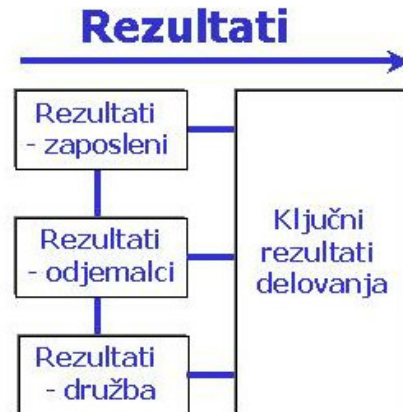 Rezultati
Rezultati
- zaposleni
Rezultati
- odjemalci
Rezultati
- družba
Ključni
rezultati
delovanja